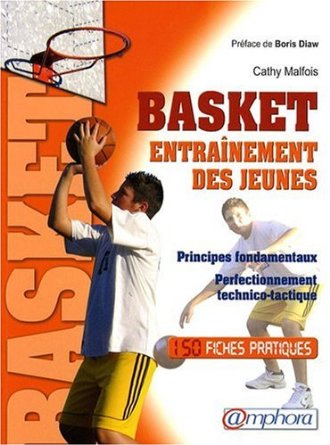 Préface de Boris Diaw
Cathy Malfois
BASKET
ENTRAÎNEMENT
DES JEUNES
Principes fondamentaux
Perfectionnement
technico-tactique
150 FICHES PRATIQUES
@mphora
BASKET